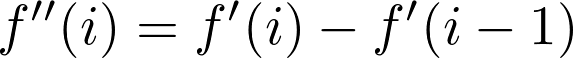 f′′(i) = f′(i) − f′(i − 1)